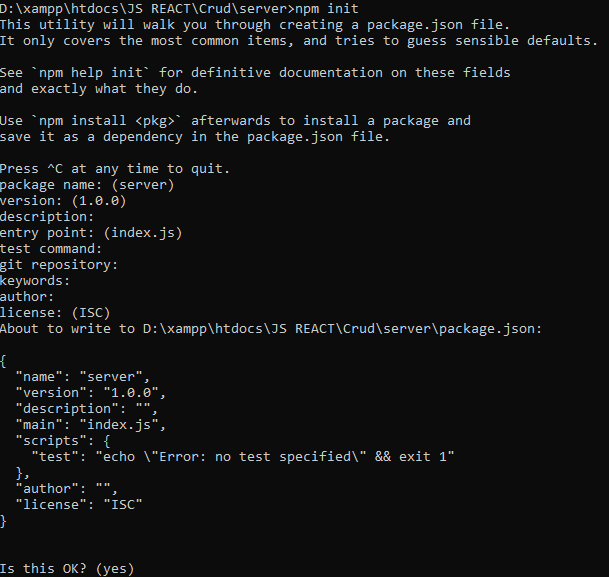 D:\xampp\htdocs\JS REACT\Crud\server>npm init
This utility will walk you through creating a package.json file.
It only covers the most common items, and tries to guess sensible defaults.
See `npm help init` for definitive documentation on these fields
and exactly what they do.
Use `npm install <pkg>` afterwards to install a package and
save it as a dependency in the package.json file.
Press ^C at any time to quit.
package name: (server)
version: (1.0.0)
description:
entry point: (index.js)
test command:
git repository:
keywords:
author:
license: (ISC)
About to write to D:\xampp\htdocs\JS REACT\Crud\server\package.json:
{
  "name": "server",
  "version": "1.0.0",
  "description": "",
  "main": "index.js",
  "scripts": {
    "test": "echo \"Error: no test specified\" && exit 1"
  },
  "author": "",
  "license": "ISC"
}
Is this OK? (yes)